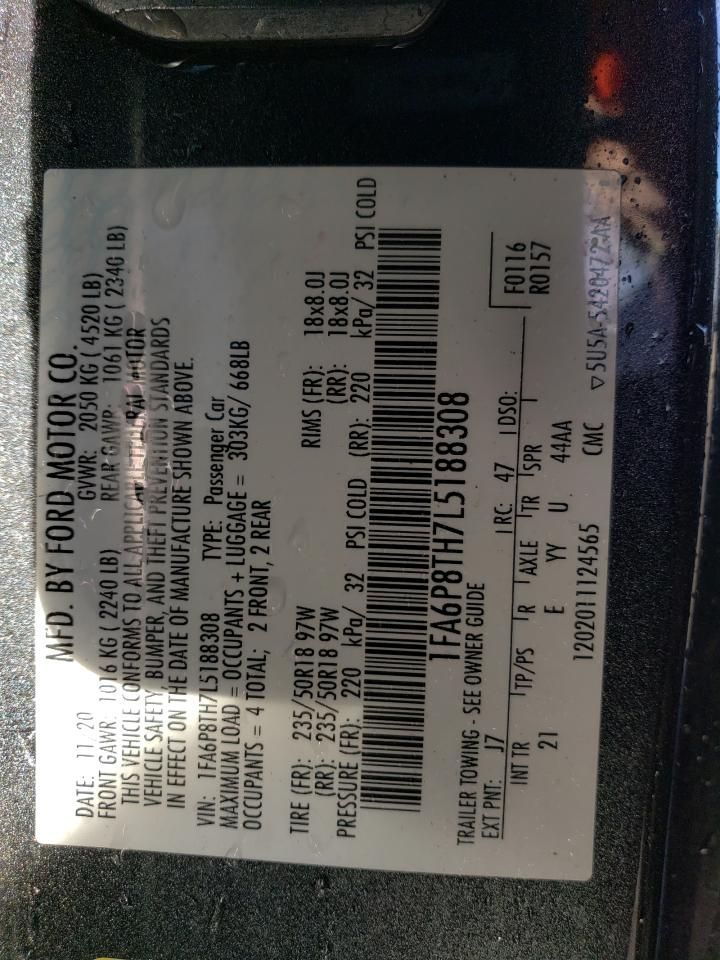 MFD. BY FORD MOTOR CO.
DATE: 11/20 GVWR: 2050 KG ( 4520 LB)
FRONT GAWR: 1016 KG ( 2240 LB) REAR GAWR: 1061 KG ( 2340 LB)
THIS VEHICLE CONFORMS TO ALL APPLICABLE FEDERAL MOTOR
VEHICLE SAFETY, BUMPER, AND THEFT PREVENTION STANDARDS
IN EFFECT ON THE DATE OF MANUFACTURE SHOWN ABOVE.
VIN: 1FA6P8TH7L5188308 TYPE: Passenger Car
MAXIMUM LOAD = OCCUPANTS + LUGGAGE = 303KG/ 668LB
OCCUPANTS = 4 TOTAL; 2 FRONT, 2 REAR
TIRE (FR): 235/50R18 97W RIMS (FR): 18x8.0J
(RR): 235/50R18 97W (RR): 18x8.0J
PRESSURE (FR): 220 kPa/ 32 PSI COLD (RR): 220 kPa/ 32 PSI COLD
1FA6P8TH7L5188308
TRAILER TOWING - SEE OWNER GUIDE
EXT PNT: J7 RC: 47 DSO:
INT TR TP/PS R AXLE TR SPR
21 E YY U 44AA
F0116
R0157
1202011124565 CMC